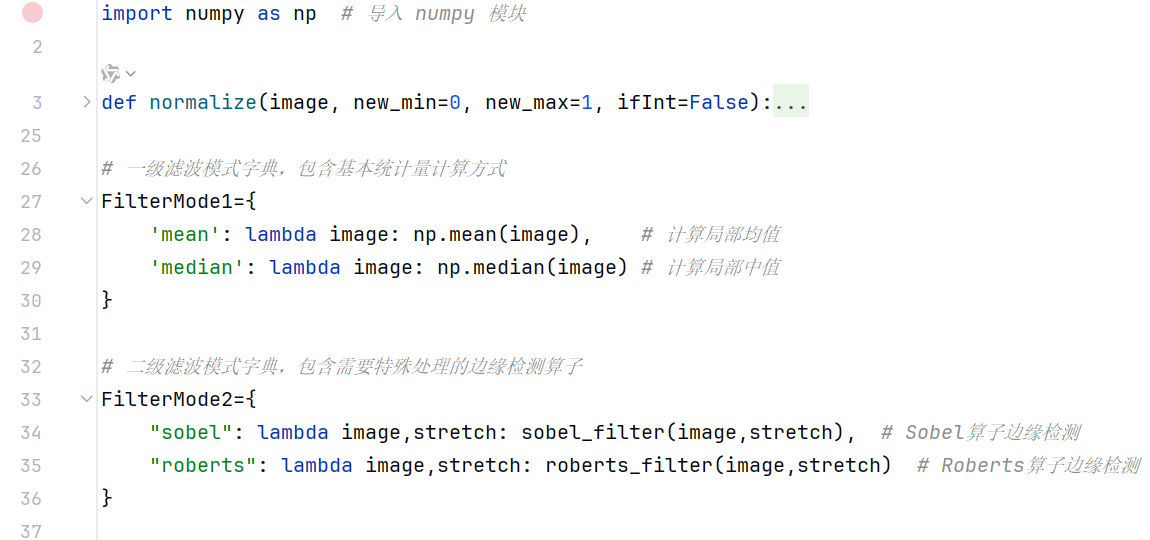 import numpy as np  # 导入 numpy 模块
2
3 def normalize(image, new_min=0, new_max=1, ifInt=False):...
25
26 # 一级滤波模式字典，包含基本统计量计算方式
27 FilterMode1={
28     'mean': lambda image: np.mean(image),    # 计算局部均值
29     'median': lambda image: np.median(image) # 计算局部中值
30 }
31
32 # 二级滤波模式字典，包含需要特殊处理的边缘检测算子
33 FilterMode2={
34     "sobel": lambda image,stretch: sobel_filter(image,stretch),  # Sobel算子边缘检测
35     "roberts": lambda image,stretch: roberts_filter(image,stretch)  # Roberts算子边缘检测
36 }
37